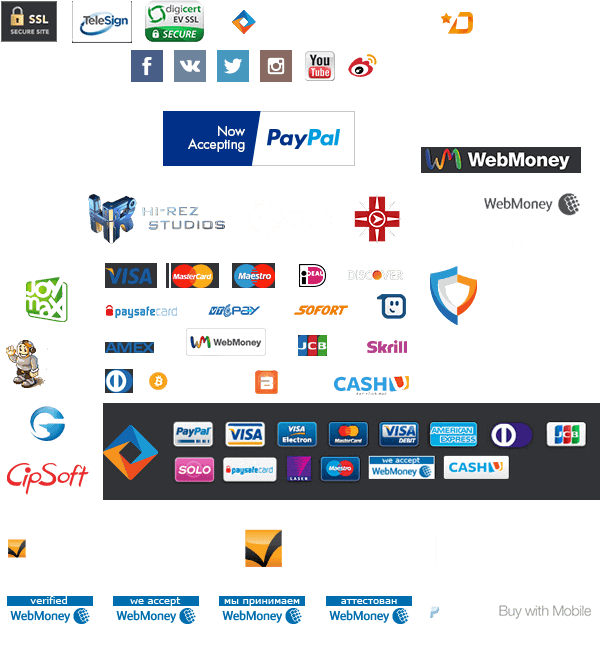 SSL
SECURE SITE
TeleSign
digicert
EV SSL
SECURE
You
Tube
Now
Accepting
PayPal
WebMoney
WebMoney
HI-REZ
STUDIOS
VISA
MasterCard
Maestro
iDEAL
DISCOVER
JOY
MAX
paysafecard
SOFORT
AMEX
WebMoney
JCB
Skrill
CASHU
CipSoft
PayPal
VISA
VISA
Electron
MasterCard
VISA
DEBIT
AMERICAN
EXPRESS
JCB
SOLO
paysafecard
LASER
Maestro
we accept
WebMoney
CASHU
verified
WebMoney
we accept
WebMoney
мы принимаем
WebMoney
аттестован
WebMoney
Buy with Mobile